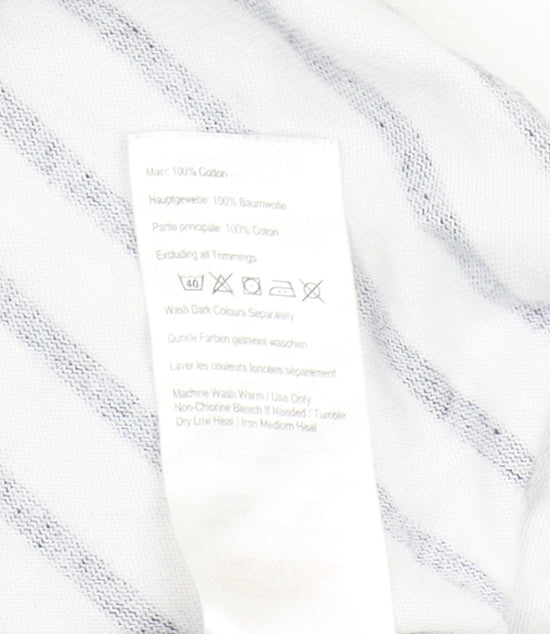 Main: 100% Cotton
Hauptgewebe: 100% Baumwolle
Partie principale: 100% Coton
Excluding all Trimmings
40
Wash Dark Colours Separately
Dunkle Farben getrennt waschen
Laver les couleurs foncées séparément
Machine Wash Warm | Use Only
Non-Chlorine Bleach If Needed | Tumble
Dry Low Heat | Iron Medium Heat